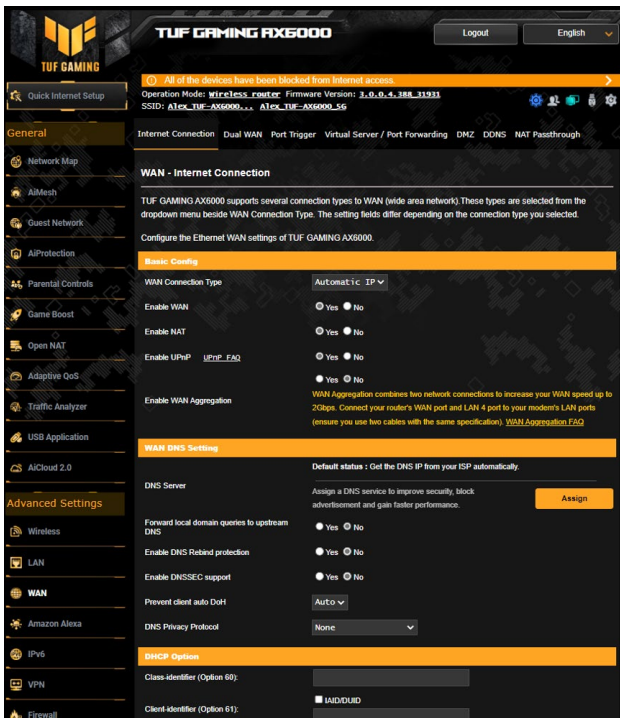 TUF GAMING
TUF GAMING AX6000
Logout
English
All of the devices have been blocked from Internet access.
Quick Internet Setup
Operation Mode: Wireless router Firmware Version: 3.0.0.4.388_31931
SSID: Alex_TUF-AX6000... Alex_TUF-AX6000_5G
General
Network Map
AiMesh
Guest Network
AiProtection
Parental Controls
Game Boost
Open NAT
Adaptive QoS
Traffic Analyzer
USB Application
AiCloud 2.0
Advanced Settings
Wireless
LAN
WAN
Amazon Alexa
IPv6
VPN
Firewall
Internet Connection Dual WAN Port Trigger Virtual Server / Port Forwarding DMZ DDNS NAT Passthrough
WAN - Internet Connection
TUF GAMING AX6000 supports several connection types to WAN (wide area network).These types are selected from the
dropdown menu beside WAN Connection Type. The setting fields differ depending on the connection type you selected.
Configure the Ethernet WAN settings of TUF GAMING AX6000.
Basic Config
WAN Connection Type Automatic IP
Enable WAN Yes No
Enable NAT Yes No
Enable UPnP UPnP FAQ Yes No
Yes No
Enable WAN Aggregation
WAN Aggregation combines two network connections to increase your WAN speed up to
2Gbps. Connect your router's WAN port and LAN 4 port to your modem's LAN ports
(ensure you use two cables with the same specification). WAN Aggregation FAQ
WAN DNS Setting
Default status : Get the DNS IP from your ISP automatically.
DNS Server
Assign a DNS service to improve security, block
advertisement and gain faster performance.
Assign
Forward local domain queries to upstream
DNS
Yes No
Enable DNS Rebind protection Yes No
Enable DNSSEC support Yes No
Prevent client auto DoH Auto
DNS Privacy Protocol None
DHCP Option
Class-identifier (Option 60):
IAID/DUID
Client-identifier (Option 61):